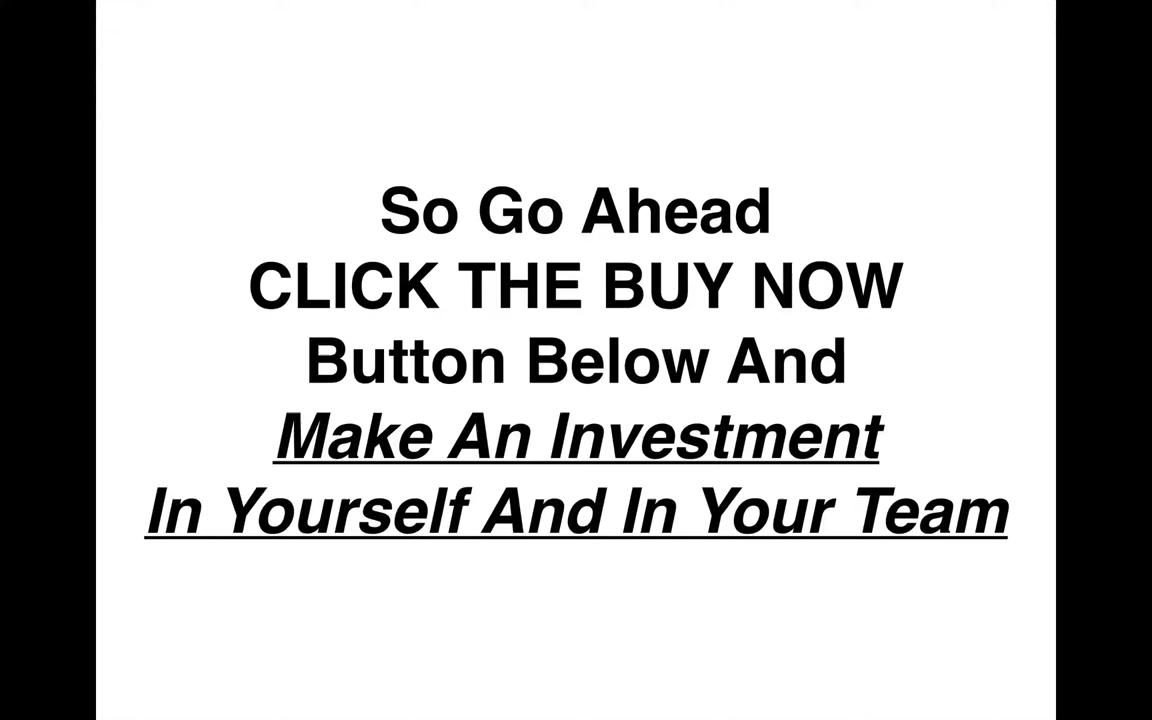 So Go Ahead
CLICK THE BUY NOW
Button Below And
Make An Investment
In Yourself And In Your Team